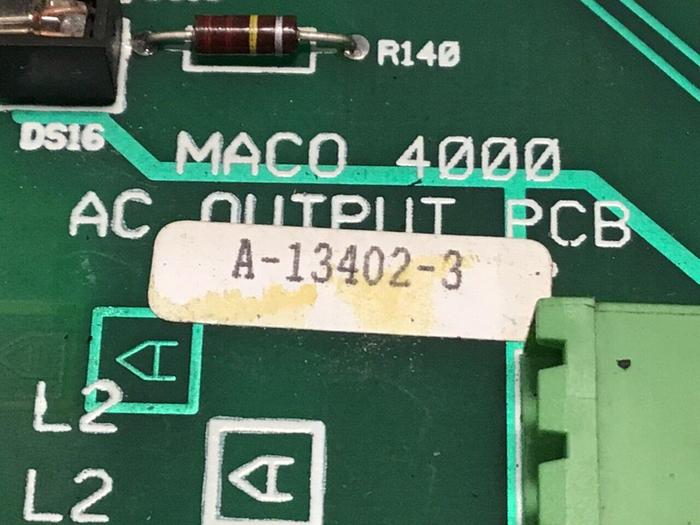 R140
DS16
MACO 4000
AC OUTPUT PCB
A-13402-3
A
L2
A
L2